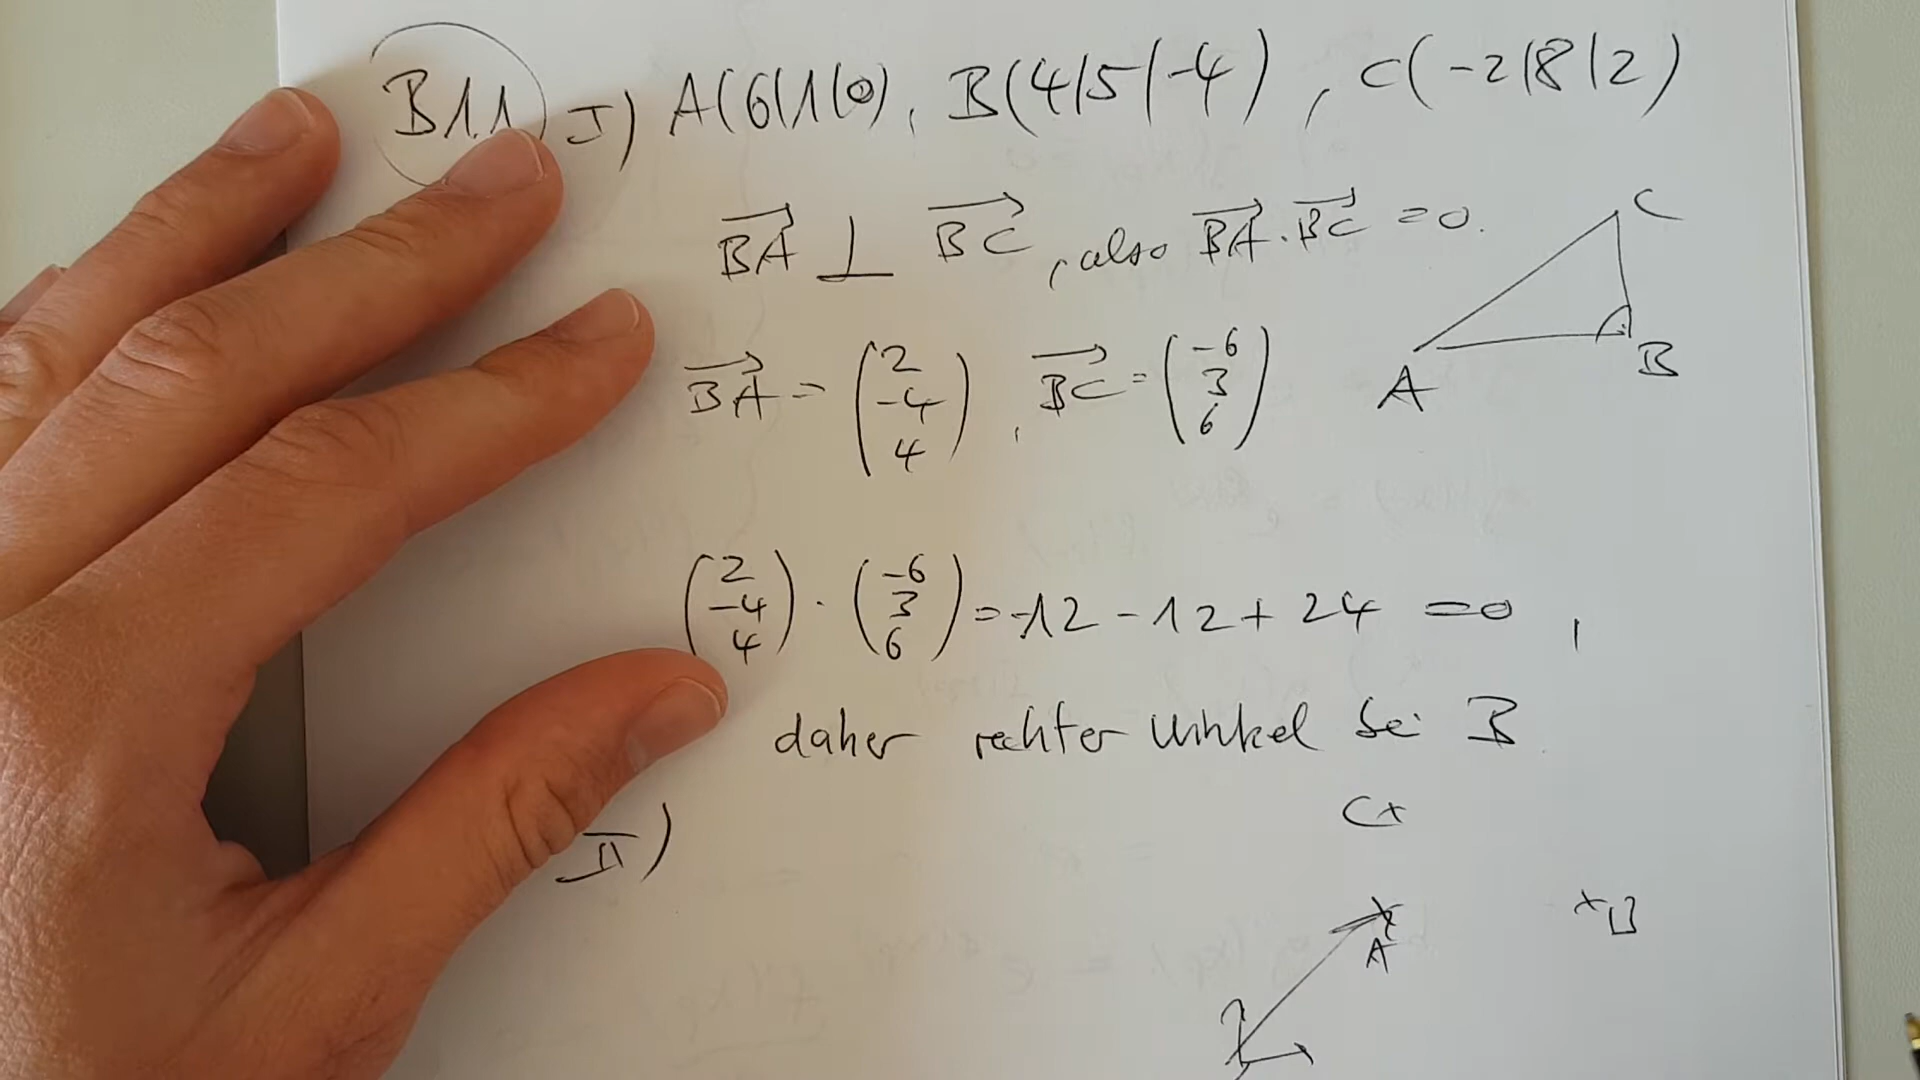 B1.1 I) A(6|1|0), B(4|5|-4), C(-2|8|2)
BA ⊥ BC, also BA · BC = 0.
C
B
A
BA = (2 -4 4), BC = (-6 3 6)
(2 -4 4) · (-6 3 6) = -12 - 12 + 24 = 0,
daher rechter Winkel bei B.
II)
C
B
A